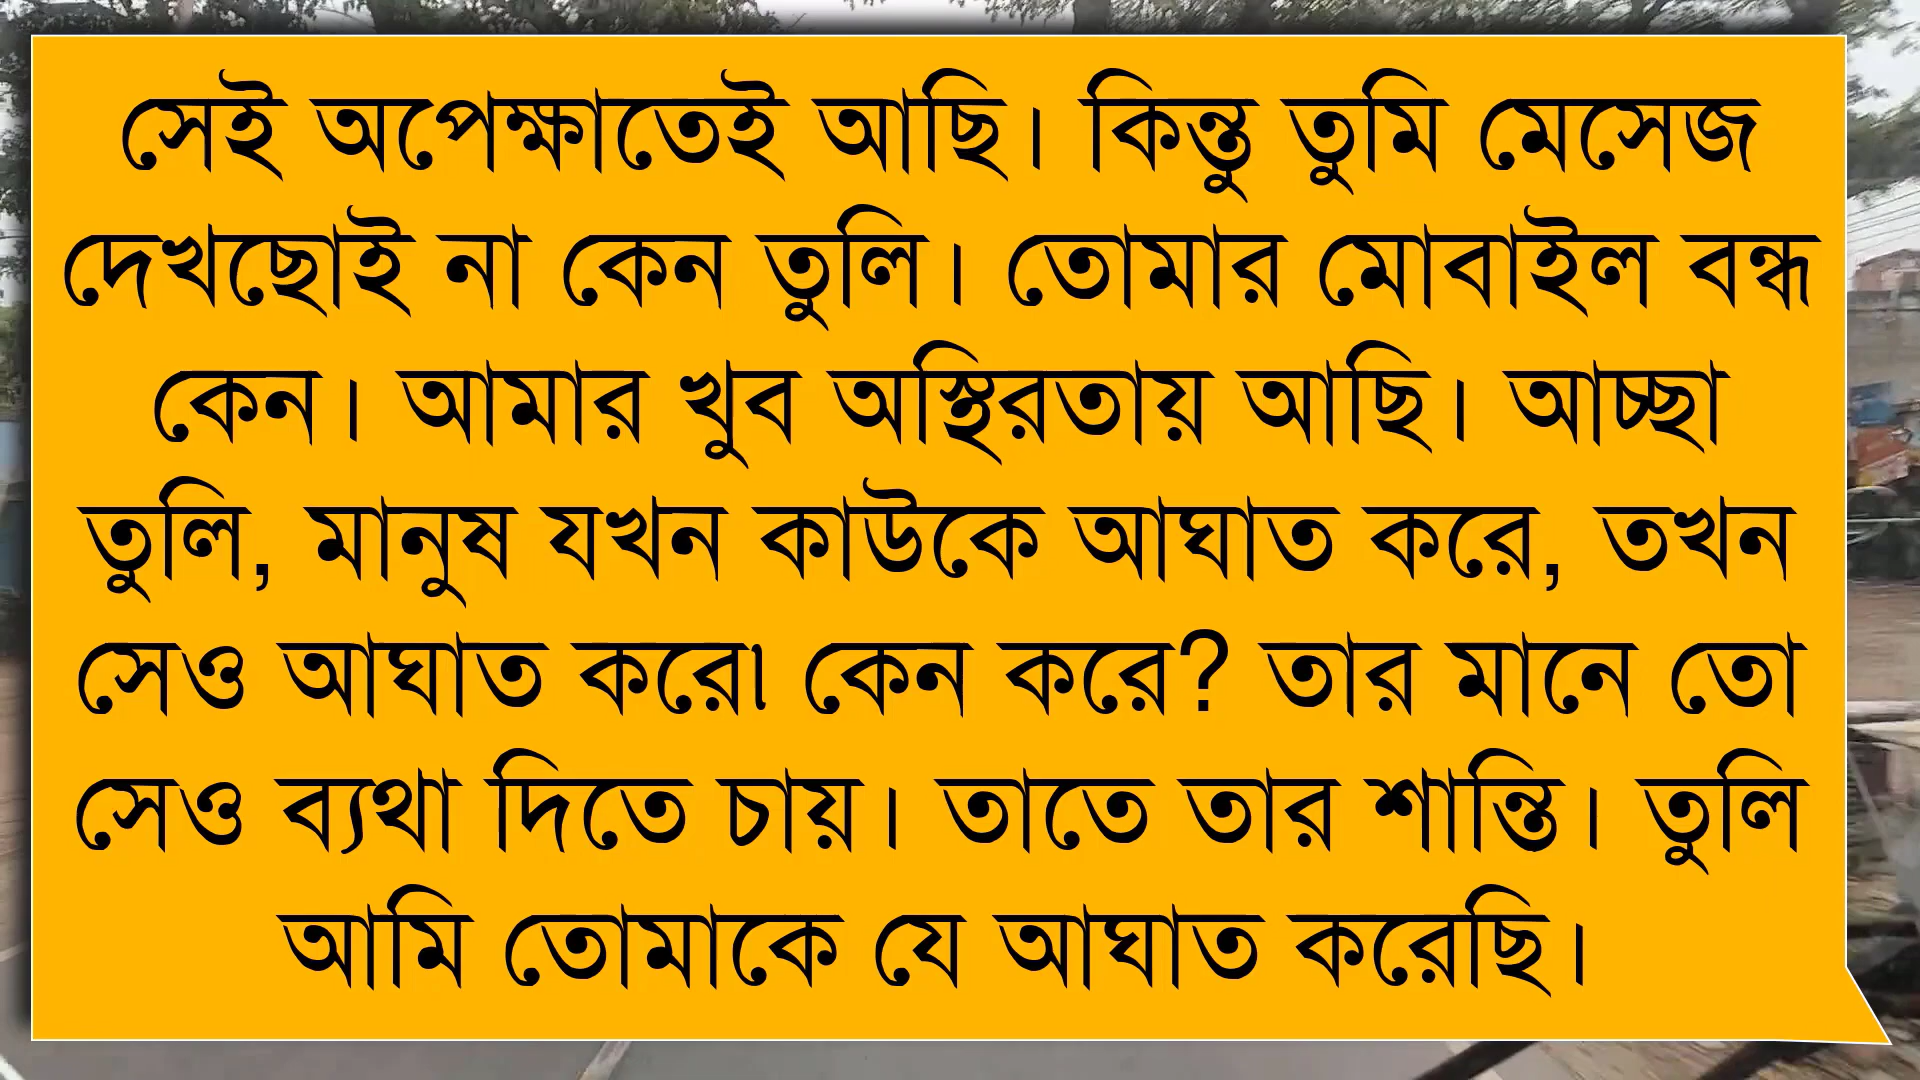 সেই অপেক্ষাতেই আছি। কিন্তু তুমি মেসেজ
দেখছোই না কেন তুলি। তোমার মোবাইল বন্ধ
কেন। আমার খুব অস্থিরতায় আছি। আচ্ছা
তুলি, মানুষ যখন কাউকে আঘাত করে, তখন
সেও আঘাত করে৷ কেন করে? তার মানে তো
সেও ব্যথা দিতে চায়। তাতে তার শান্তি। তুলি
আমি তোমাকে যে আঘাত করেছি।